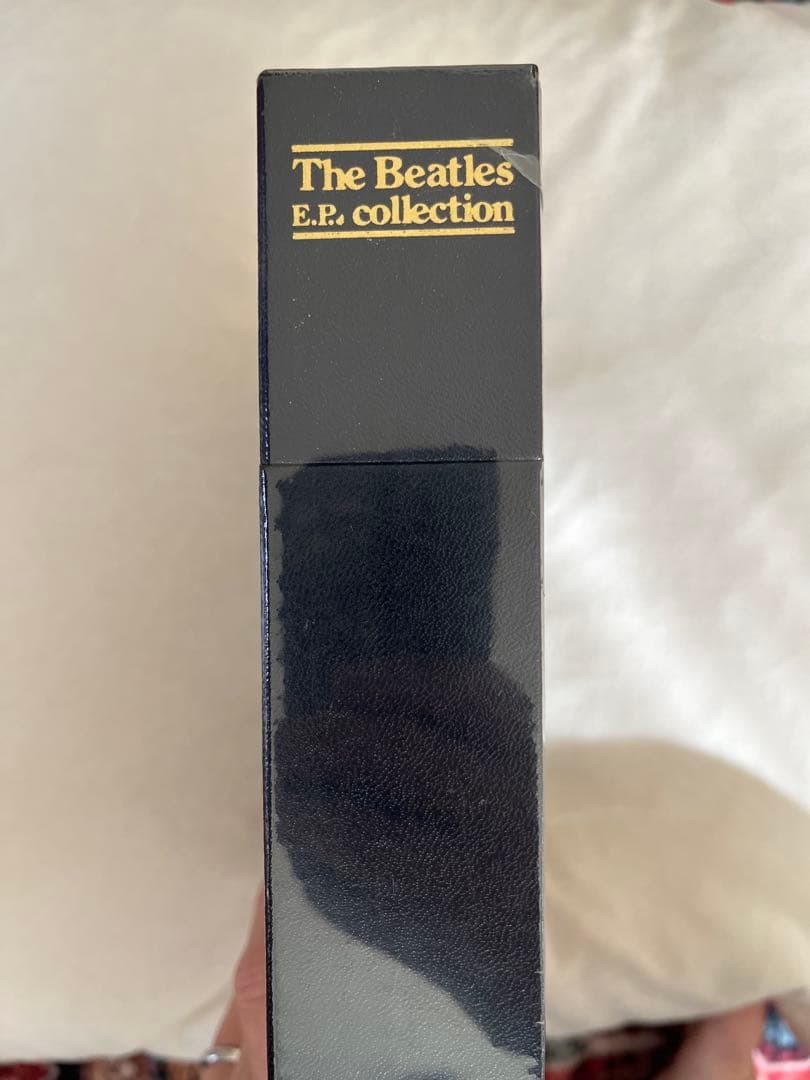 The Beatles
E.P. collection